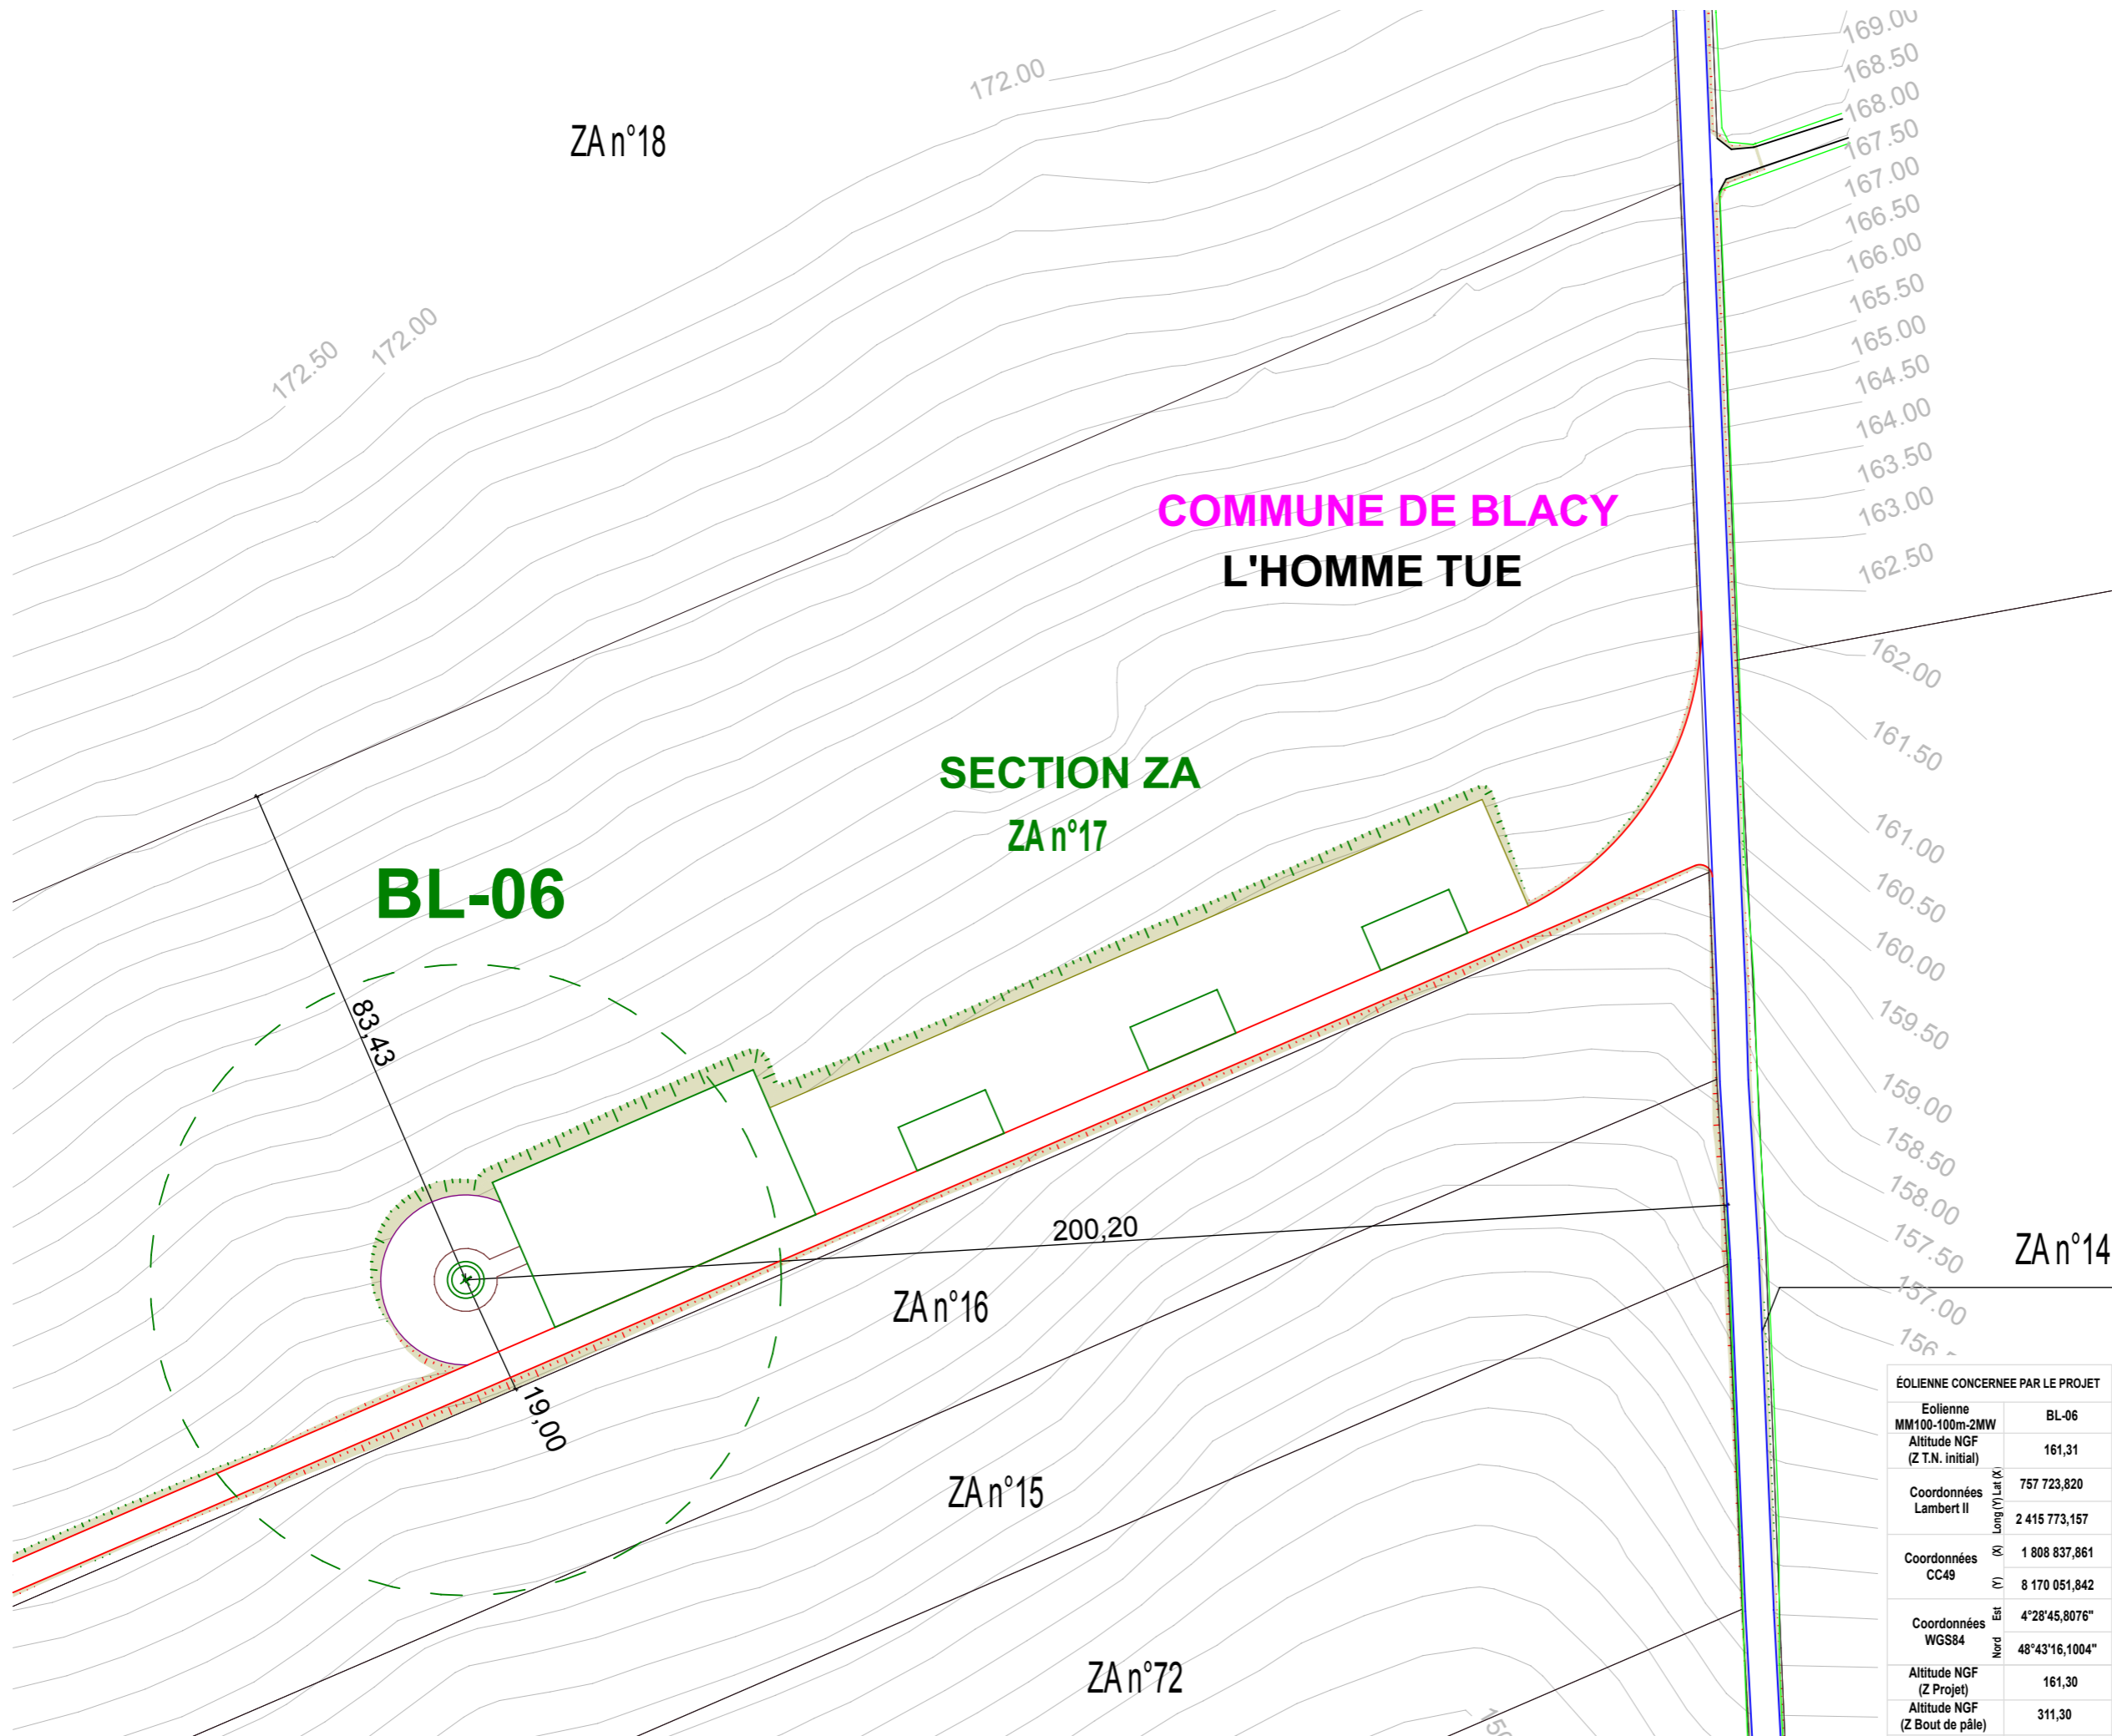 169.00
168.50
168.00
167.50
167.00
166.50
166.00
165.50
165.00
164.50
164.00
163.50
163.00
162.50
162.00
161.50
161.00
160.50
160.00
159.50
159.00
158.50
158.00
157.50
157.00
172.00
ZA n°18
172.50
172.00
COMMUNE DE BLACY
L'HOMME TUE
SECTION ZA
ZA n°17
BL-06
83,43
200,20
19,00
ZA n°14
ZA n°16
ZA n°15
ZA n°72
ÉOLIENNE CONCERNEE PAR LE PROJET
Eolienne
MM100-100m-2MW
BL-06
Altitude NGF
(Z T.N. initial)
161,31
Coordonnées
Lambert II
Lat (X)
757 723,820
Long (Y)
2 415 773,157
Coordonnées
CC49
(X)
1 808 837,861
(Y)
8 170 051,842
Coordonnées
WGS84
Est
4°28'45,8076"
Nord
48°43'16,1004"
Altitude NGF
(Z Projet)
161,30
Altitude NGF
(Z Bout de pâle)
311,30